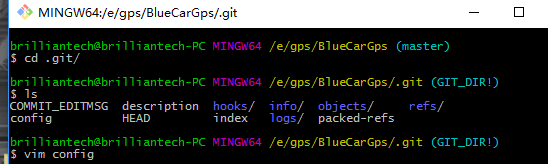 MINGW64:/e/gps/BlueCarGps/.git
brilliantech@brilliantech-PC MINGW64 /e/gps/BlueCarGps (master)
$ cd .git/
brilliantech@brilliantech-PC MINGW64 /e/gps/BlueCarGps/.git (GIT_DIR!)
$ ls
COMMIT_EDITMSG description hooks/ info/ objects/ refs/
config HEAD index logs/ packed-refs
brilliantech@brilliantech-PC MINGW64 /e/gps/BlueCarGps/.git (GIT_DIR!)
$ vim config